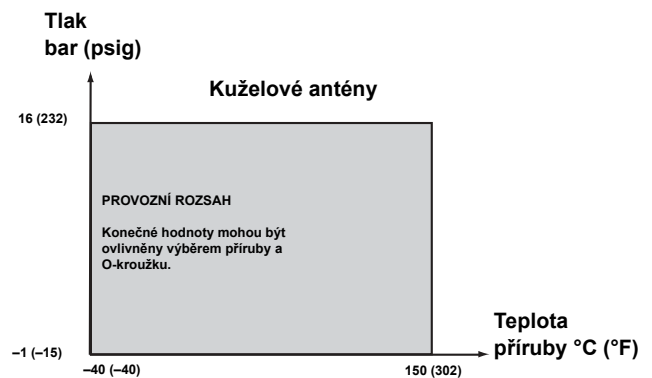 Tlak
bar (psig)
Kuželové antény
16 (232)
PROVOZNÍ ROZSAH
Konečné hodnoty mohou být
ovlivněny výběrem příruby a
O-kroužku.
Teplota
příruby °C (°F)
–1 (–15)
–40 (–40)
150 (302)